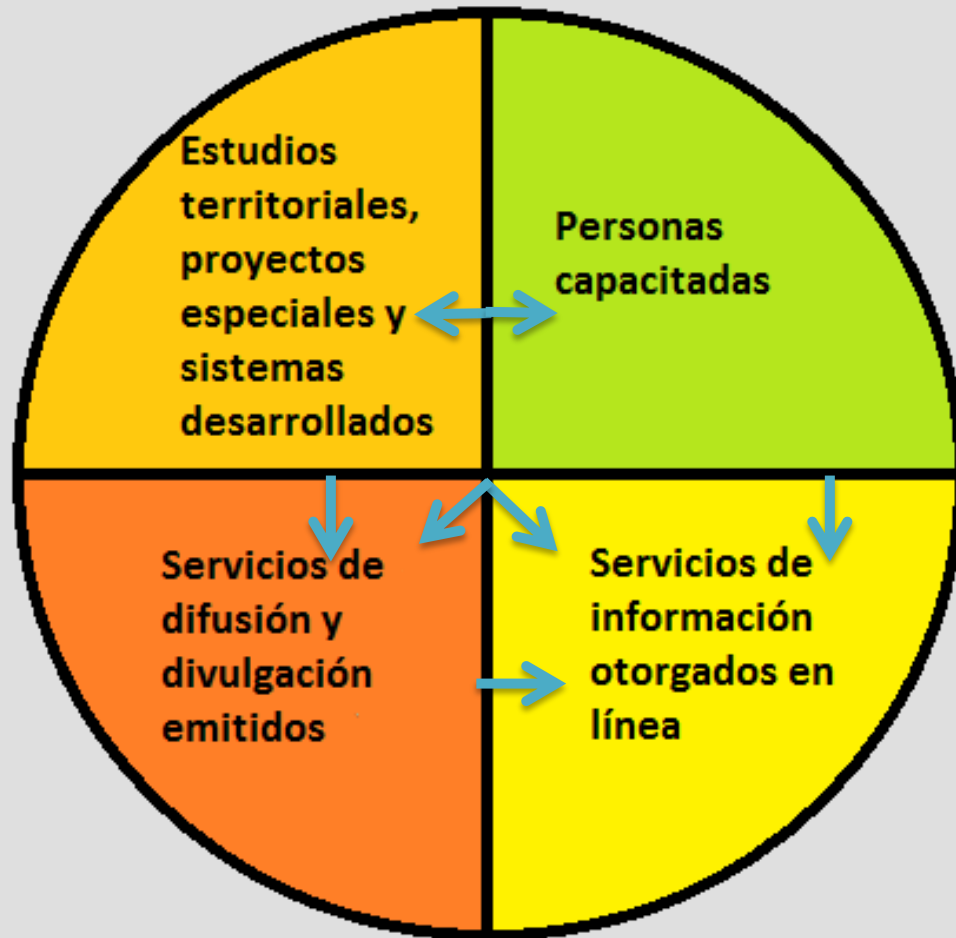 Estudios
territoriales,
proyectos
especiales y
sistemas
desarrollados
Personas
capacitadas
Servicios de
difusión y
divulgación
emitidos
Servicios de
información
otorgados en
línea